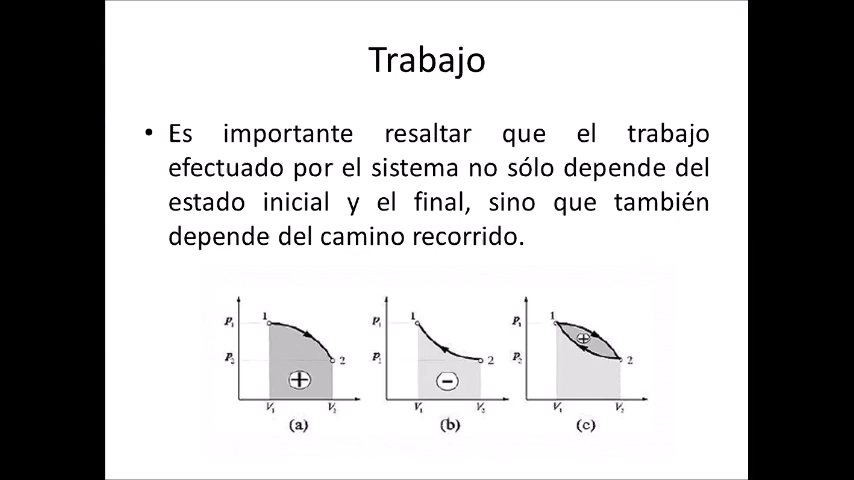 Trabajo
• Es importante resaltar que el trabajo
efectuado por el sistema no sólo depende del
estado inicial y el final, sino que también
depende del camino recorrido.
P₁ 1 P₁ 1 P₁ 1
P₂ 2 P₂ 2 P₂ 2
+ - +
V₁ V₂ V₁ V₂ V₁ V₂
(a) (b) (c)